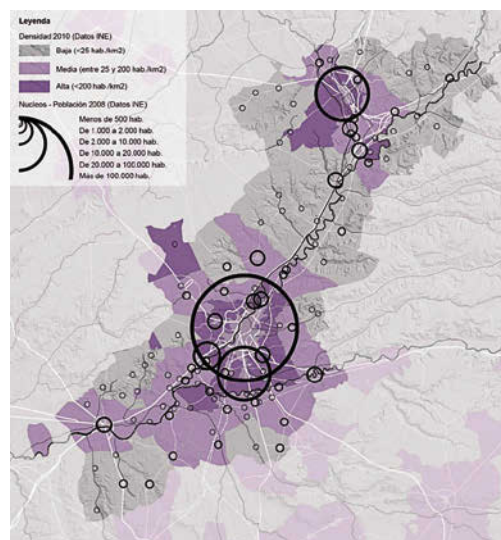 Leyenda
Densidad 2010 (Datos INE)
Baja (<25 hab./km2)
Media (entre 25 y 200 hab./km2)
Alta (<200 hab./km2)
Nucleos - Población 2008 (Datos INE)
Menos de 500 hab.
De 1.000 a 2.000 hab.
De 2.000 a 10.000 hab.
De 10.000 a 20.000 hab.
De 20.000 a 100.000 hab.
Más de 100.000 hab.